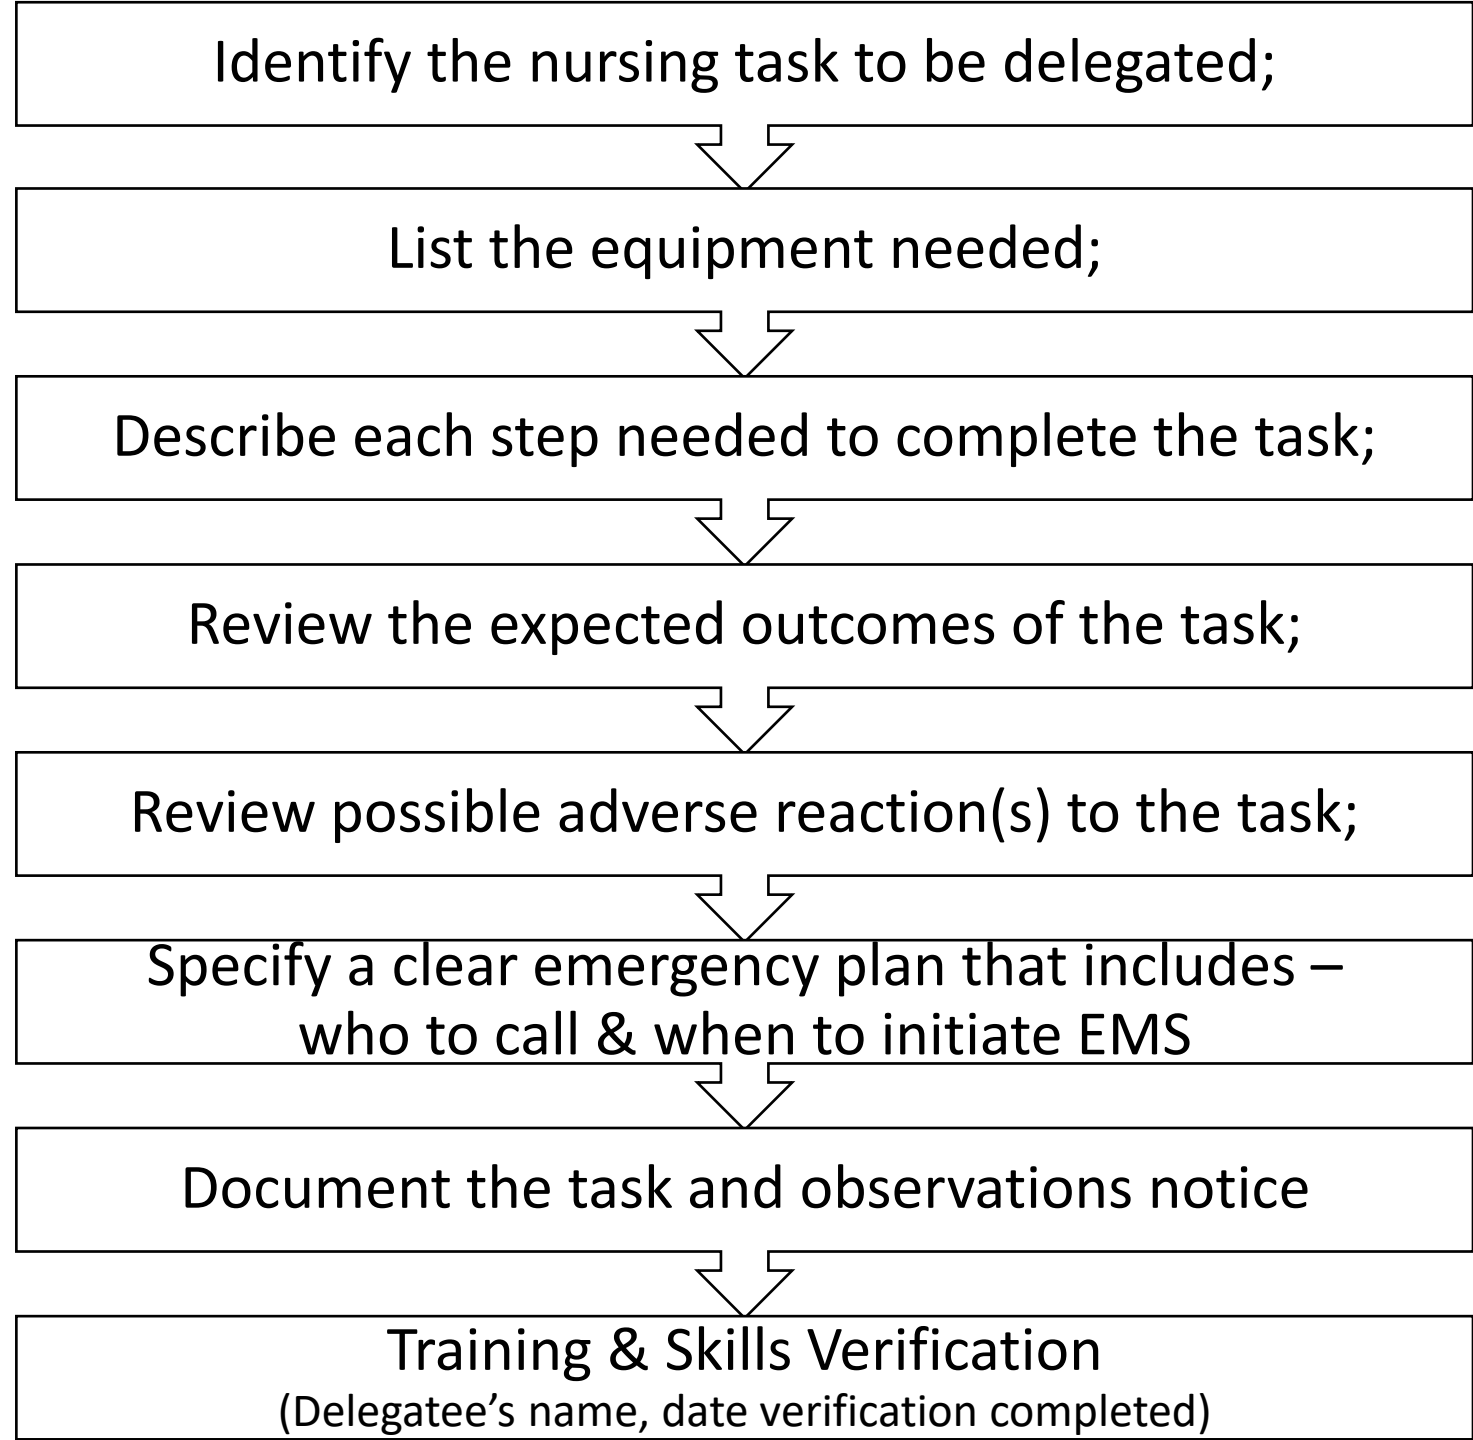 Identify the nursing task to be delegated;
List the equipment needed;
Describe each step needed to complete the task;
Review the expected outcomes of the task;
Review possible adverse reaction(s) to the task;
Specify a clear emergency plan that includes –
who to call & when to initiate EMS
Document the task and observations notice
Training & Skills Verification
(Delegatee’s name, date verification completed)